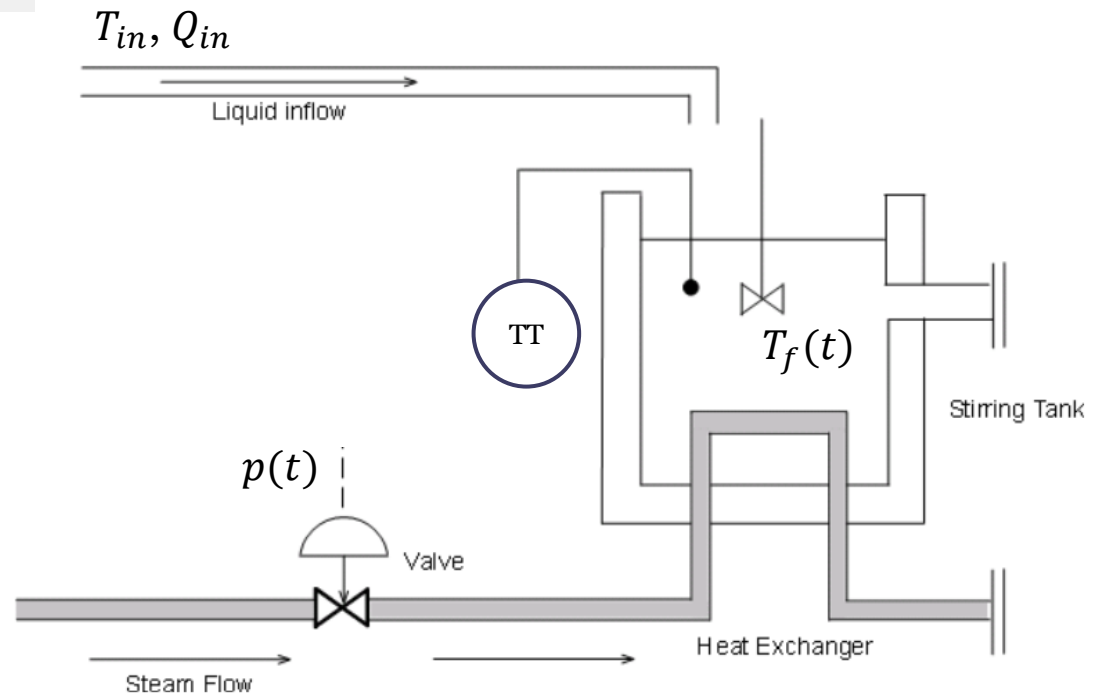 T_in, Q_in
Liquid inflow
TT
T_f(t)
Stirring Tank
p(t)
Valve
Heat Exchanger
Steam Flow